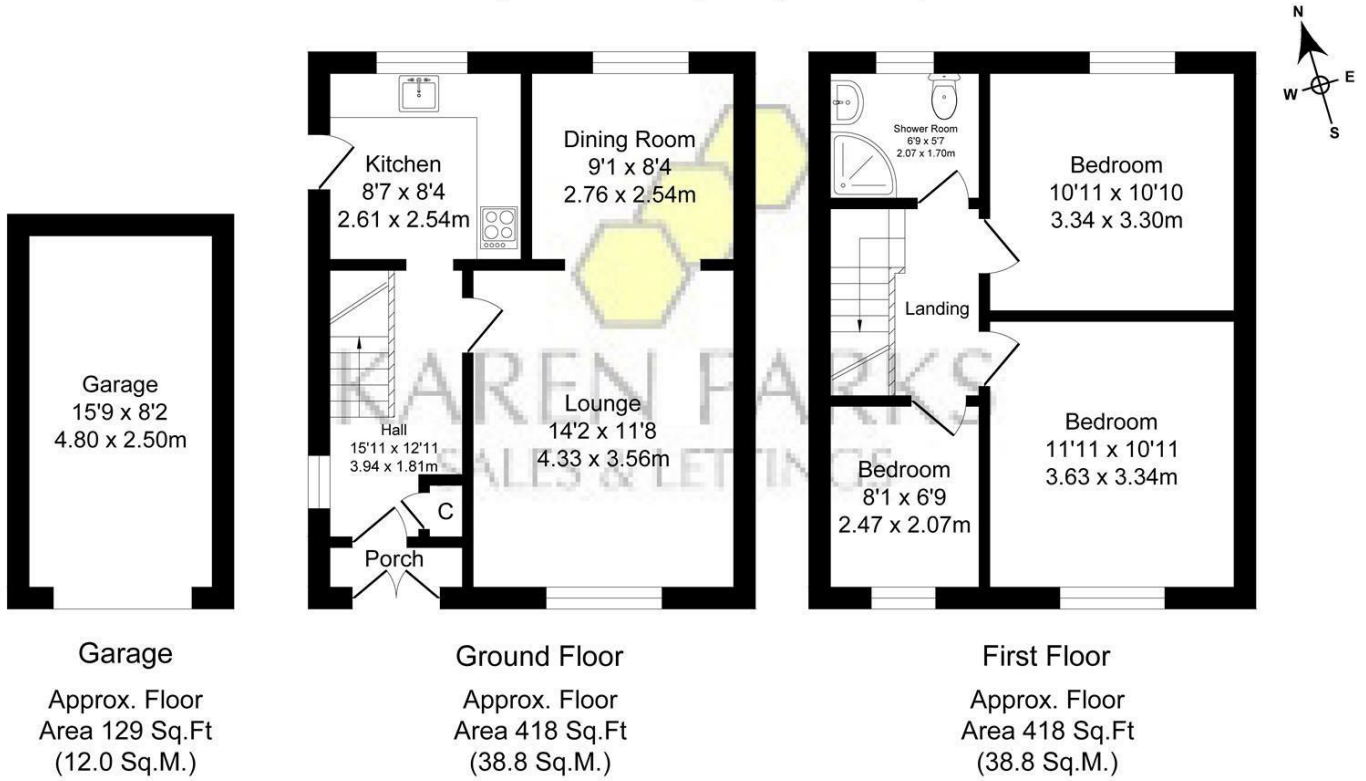 N
W
E
S
Kitchen
8'7 x 8'4
2.61 x 2.54m
Dining Room
9'1 x 8'4
2.76 x 2.54m
Shower Room
6'9 x 5'7
2.07 x 1.70m
Bedroom
10'11 x 10'10
3.34 x 3.30m
Landing
Garage
15'9 x 8'2
4.80 x 2.50m
Hall
15'11 x 12'11
3.94 x 1.81m
Lounge
14'2 x 11'8
4.33 x 3.56m
Bedroom
11'11 x 10'11
3.63 x 3.34m
Bedroom
8'1 x 6'9
2.47 x 2.07m
C
Porch
KAREN PARKS
SALES & LETTINGS
Garage
Approx. Floor
Area 129 Sq.Ft
(12.0 Sq.M.)
Ground Floor
Approx. Floor
Area 418 Sq.Ft
(38.8 Sq.M.)
First Floor
Approx. Floor
Area 418 Sq.Ft
(38.8 Sq.M.)